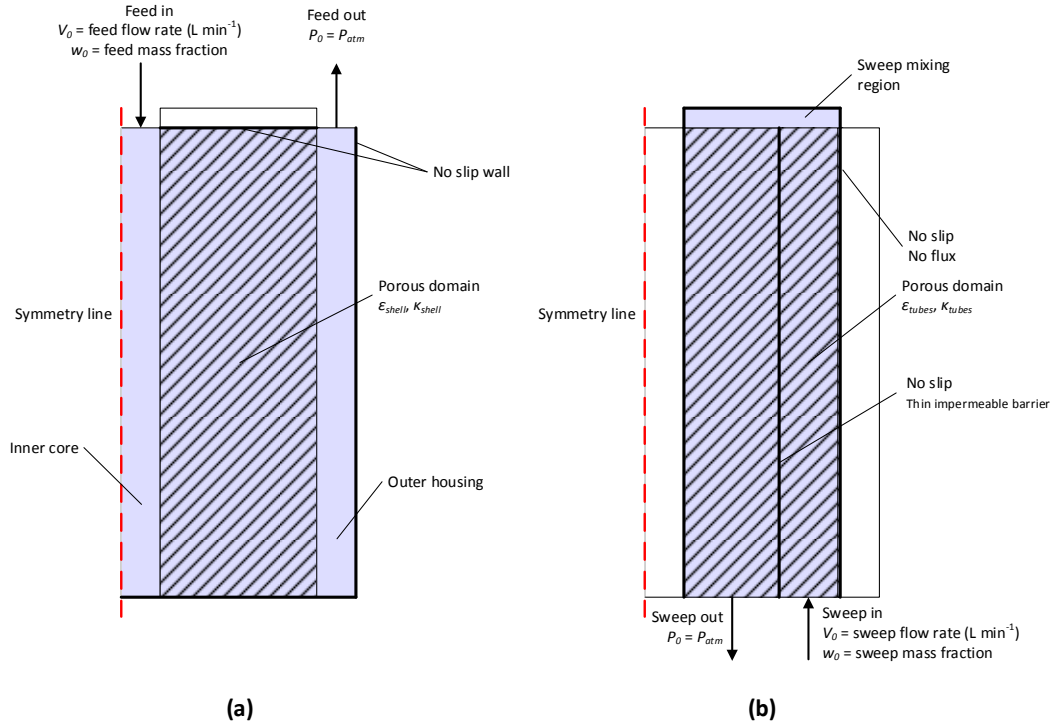 Feed in
V₀ = feed flow rate (L min⁻¹)
w₀ = feed mass fraction
Feed out
P₀ = Pₐₜₘ
No slip wall
Porous domain
εshell, κshell
Symmetry line
Inner core
Outer housing
(a)
Sweep mixing
region
No slip
No flux
Porous domain
εtubes, κtubes
Symmetry line
No slip
Thin impermeable barrier
Sweep out
P₀ = Pₐₜₘ
Sweep in
V₀ = sweep flow rate (L min⁻¹)
w₀ = sweep mass fraction
(b)